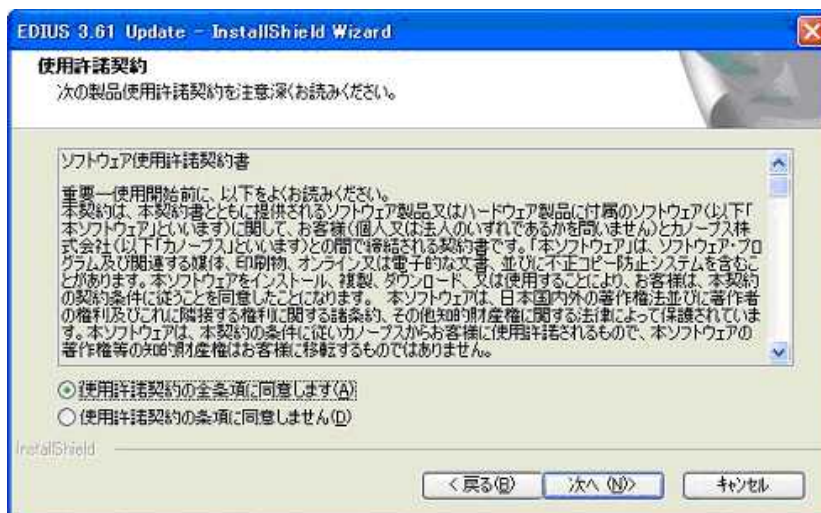 EDIUS 3.61 Update - InstallShield Wizard
使用許諾契約
次の製品使用許諾契約を注意深くお読みください。
ソフトウェア使用許諾契約書
重要－使用開始前に、以下をよくお読みください。
本契約は、本契約書とともに提供されるソフトウェア製品又はハードウェア製品に付属のソフトウェア(以下「
本ソフトウェア」といいます)に関して、お客様(個人又は法人のいずれであるかを問いません)とカノープス株
式会社(以下「カノープス」といいます)との間で締結される契約書です。「本ソフトウェア」は、ソフトウェア・プロ
グラム及び関連する媒体、印刷物、オンライン又は電子的な文書、並びに不正コピー防止システムを含むこ
とがあります。本ソフトウェアをインストール、複製、ダウンロード、又は使用することにより、お客様は、本契約
の契約条件に従うことを同意したことになります。 本ソフトウェアは、日本国内外の著作権法並びに著作者
の権利及びこれに隣接する権利に関する諸条約、その他知的財産権に関する法律によって保護されていま
す。本ソフトウェアは、本契約の条件に従いカノープスからお客様に使用許諾されるもので、本ソフトウェアの
著作権等の知的財産権はお客様に移転するものではありません。
使用許諾契約の全条項に同意します(A)
使用許諾契約の条項に同意しません(D)
InstallShield
< 戻る(B) 次へ (N)> キャンセル